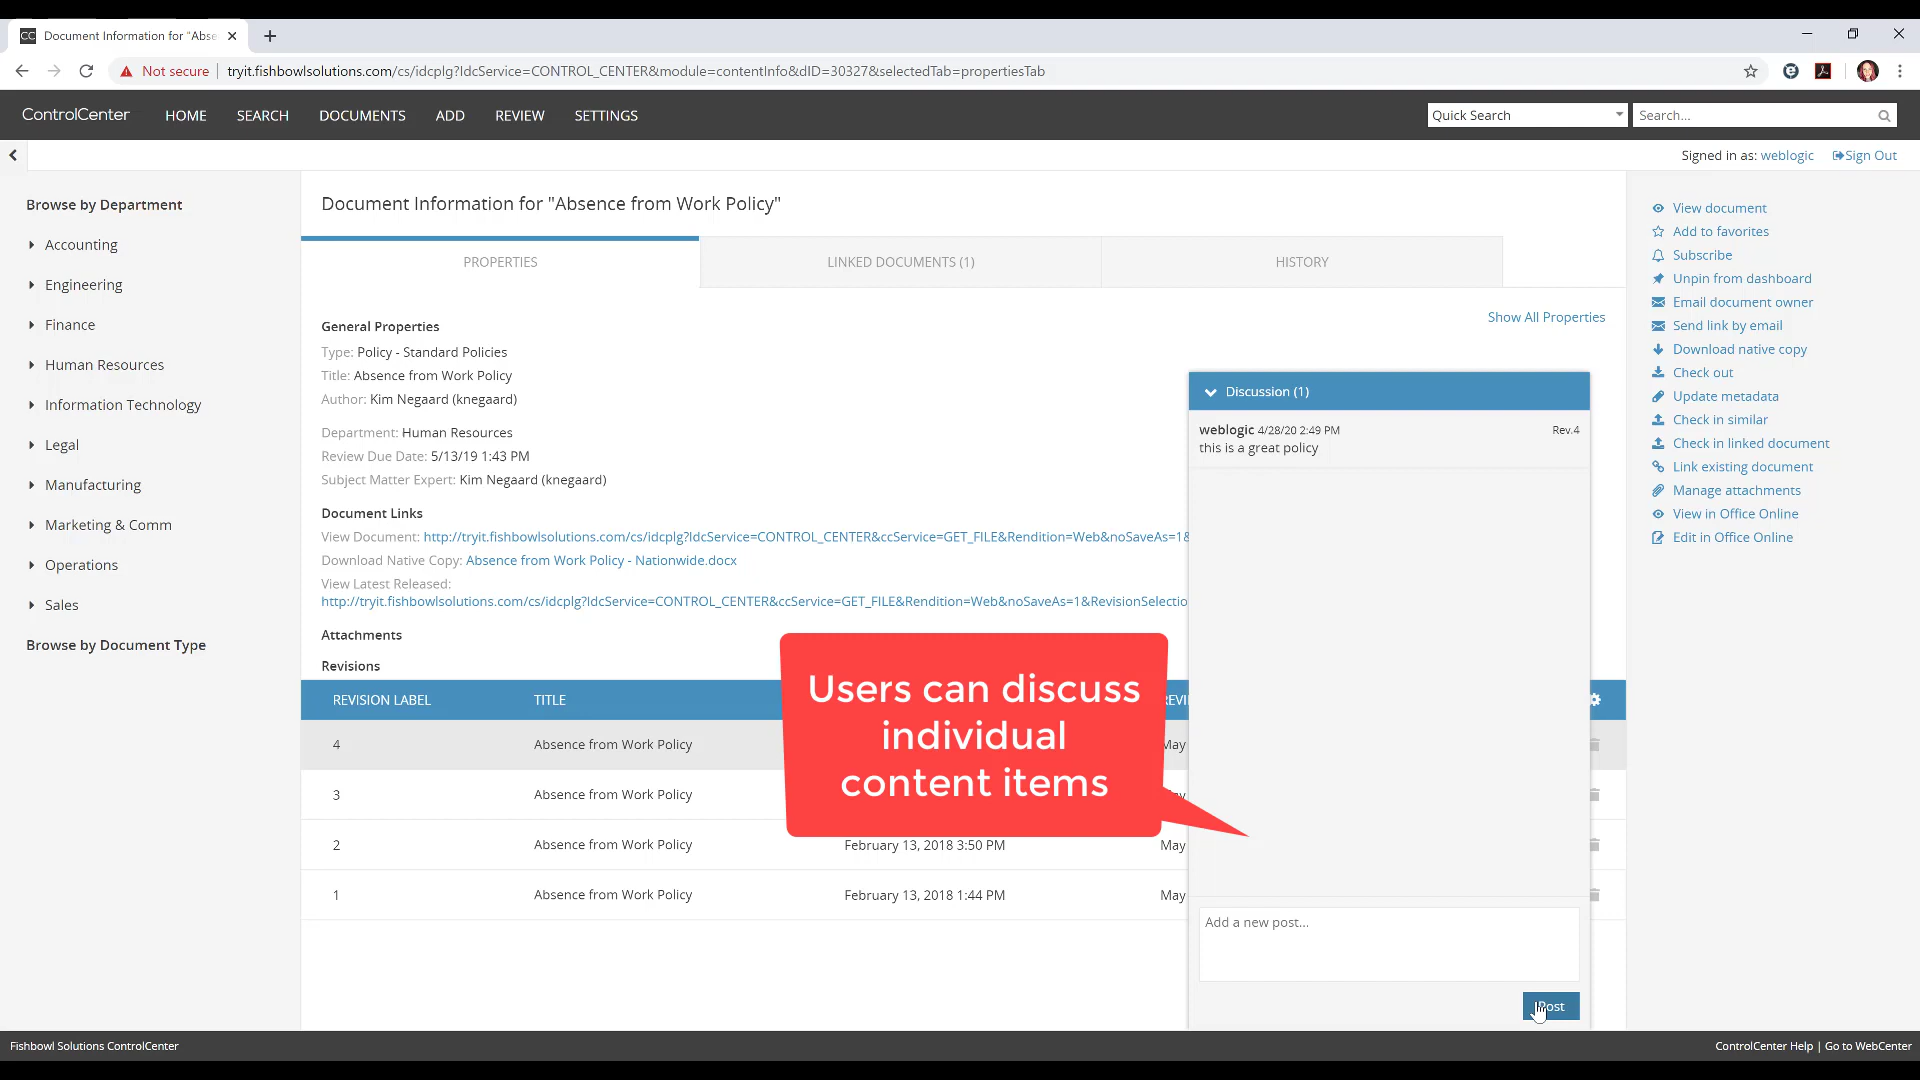 Document Information for "Abse
Not secure
tryit.fishbowlsolutions.com/cs/idcplg?IdcService=CONTROL_CENTER&module=contentInfo&dID=30327&selectedTab=propertiesTab
ControlCenter
HOME
SEARCH
DOCUMENTS
ADD
REVIEW
SETTINGS
Quick Search
Search...
Signed in as: weblogic
Sign Out
Browse by Department
Accounting
Engineering
Finance
Human Resources
Information Technology
Legal
Manufacturing
Marketing & Comm
Operations
Sales
Browse by Document Type
Document Information for "Absence from Work Policy"
PROPERTIES
LINKED DOCUMENTS (1)
HISTORY
Show All Properties
General Properties
Type: Policy - Standard Policies
Title: Absence from Work Policy
Author: Kim Negaard (knegaard)
Department: Human Resources
Review Due Date: 5/13/19 1:43 PM
Subject Matter Expert: Kim Negaard (knegaard)
Document Links
View Document: http://tryit.fishbowlsolutions.com/cs/idcplg?IdcService=CONTROL_CENTER&ccService=GET_FILE&Rendition=Web&noSaveAs=1&
Download Native Copy: Absence from Work Policy - Nationwide.docx
View Latest Released:
http://tryit.fishbowlsolutions.com/cs/idcplg?IdcService=CONTROL_CENTER&ccService=GET_FILE&Rendition=Web&noSaveAs=1&RevisionSelectio
Attachments
Revisions
REVISION LABEL
TITLE
4
Absence from Work Policy
May
3
Absence from Work Policy
2
Absence from Work Policy
February 13, 2018 3:50 PM
May
1
Absence from Work Policy
February 13, 2018 1:44 PM
May
Users can discuss
individual
content items
Discussion (1)
weblogic 4/28/20 2:49 PM
Rev.4
this is a great policy
Add a new post...
Post
View document
Add to favorites
Subscribe
Unpin from dashboard
Email document owner
Send link by email
Download native copy
Check out
Update metadata
Check in similar
Check in linked document
Link existing document
Manage attachments
View in Office Online
Edit in Office Online
Fishbowl Solutions ControlCenter
ControlCenter Help | Go to WebCenter